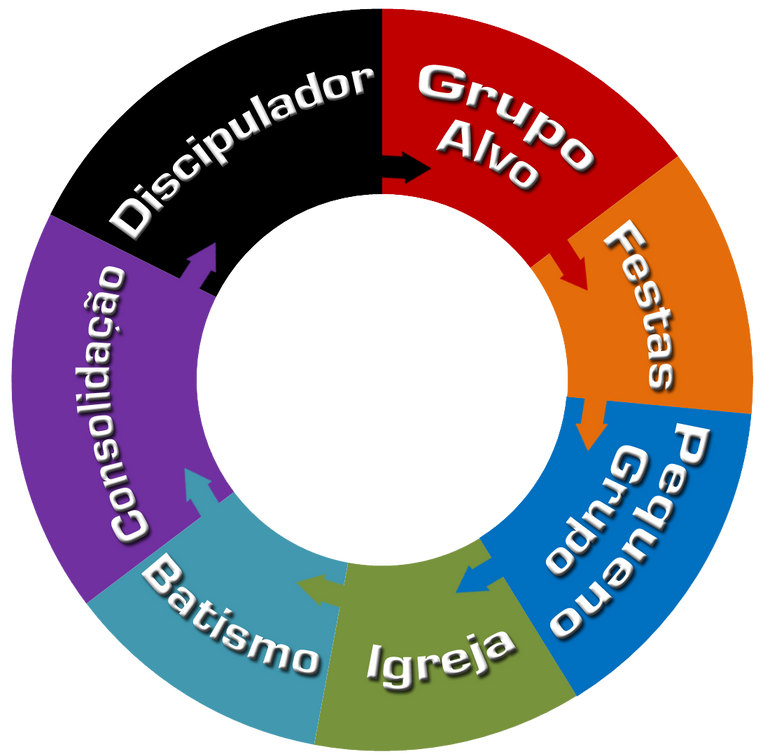 Grupo
Alvo
Festas
Pequeno
Grupo
Igreja
Batismo
Consolidação
Discipulador